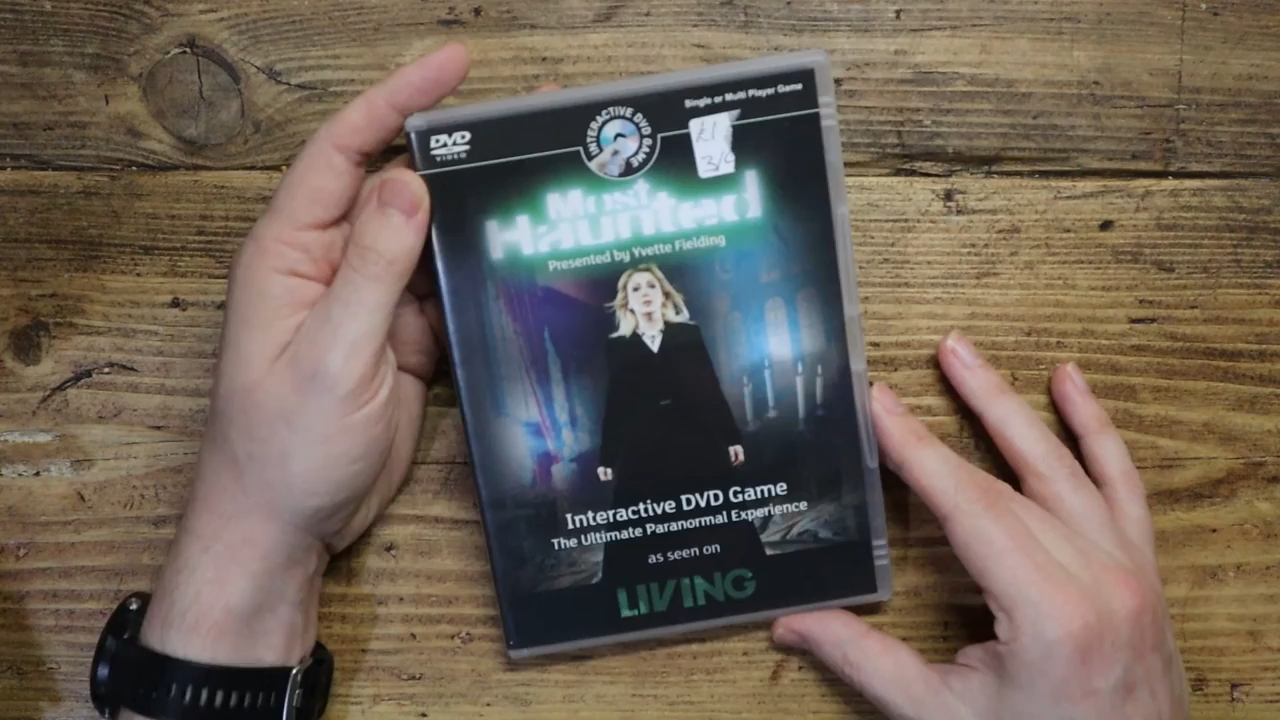 Single or Multi Player Game
DVD
VIDEO
INTERACTIVE DVD GAME
£1
Most
Haunted
Presented by Yvette Fielding
Interactive DVD Game
The Ultimate Paranormal Experience
as seen on
LIVING